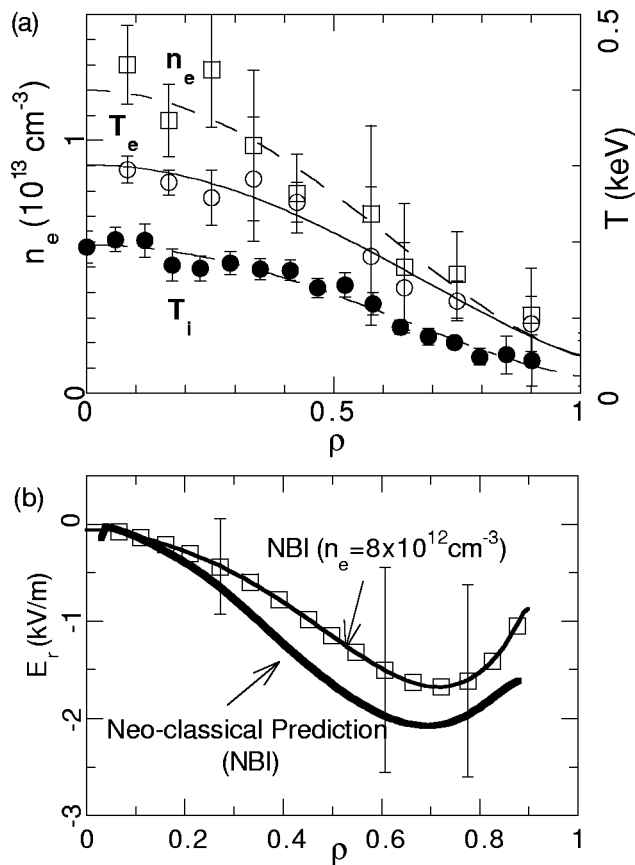 (a)
0.5
n_e
T_e
1
n_e (10^13 cm^-3)
T (keV)
T_i
0
0
0
0.5
1
ρ
(b)
0
NBI (n_e=8x10^12cm^-3)
-1
E_r (kV/m)
-2
Neo-classical Prediction
(NBI)
-3
0
0.2
0.4
0.6
0.8
1
ρ